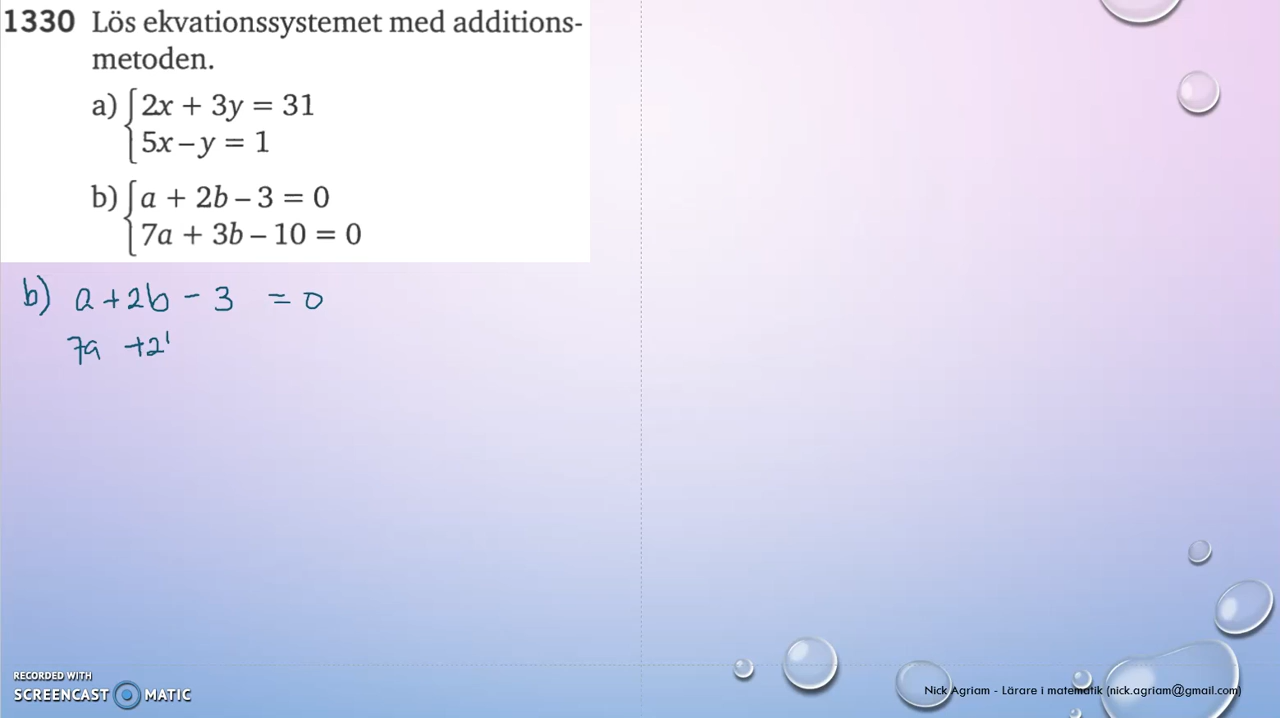 1330 Lös ekvationssystemet med additions-
metoden.
a) 2x + 3y = 31
5x – y = 1
b) a + 2b – 3 = 0
7a + 3b – 10 = 0
b) a + 2b - 3 = 0
7a + 2
RECORDED WITH
SCREENCAST MATIC
Nick Agriam - Lärare i matematik (nick.agriam@gmail.com)